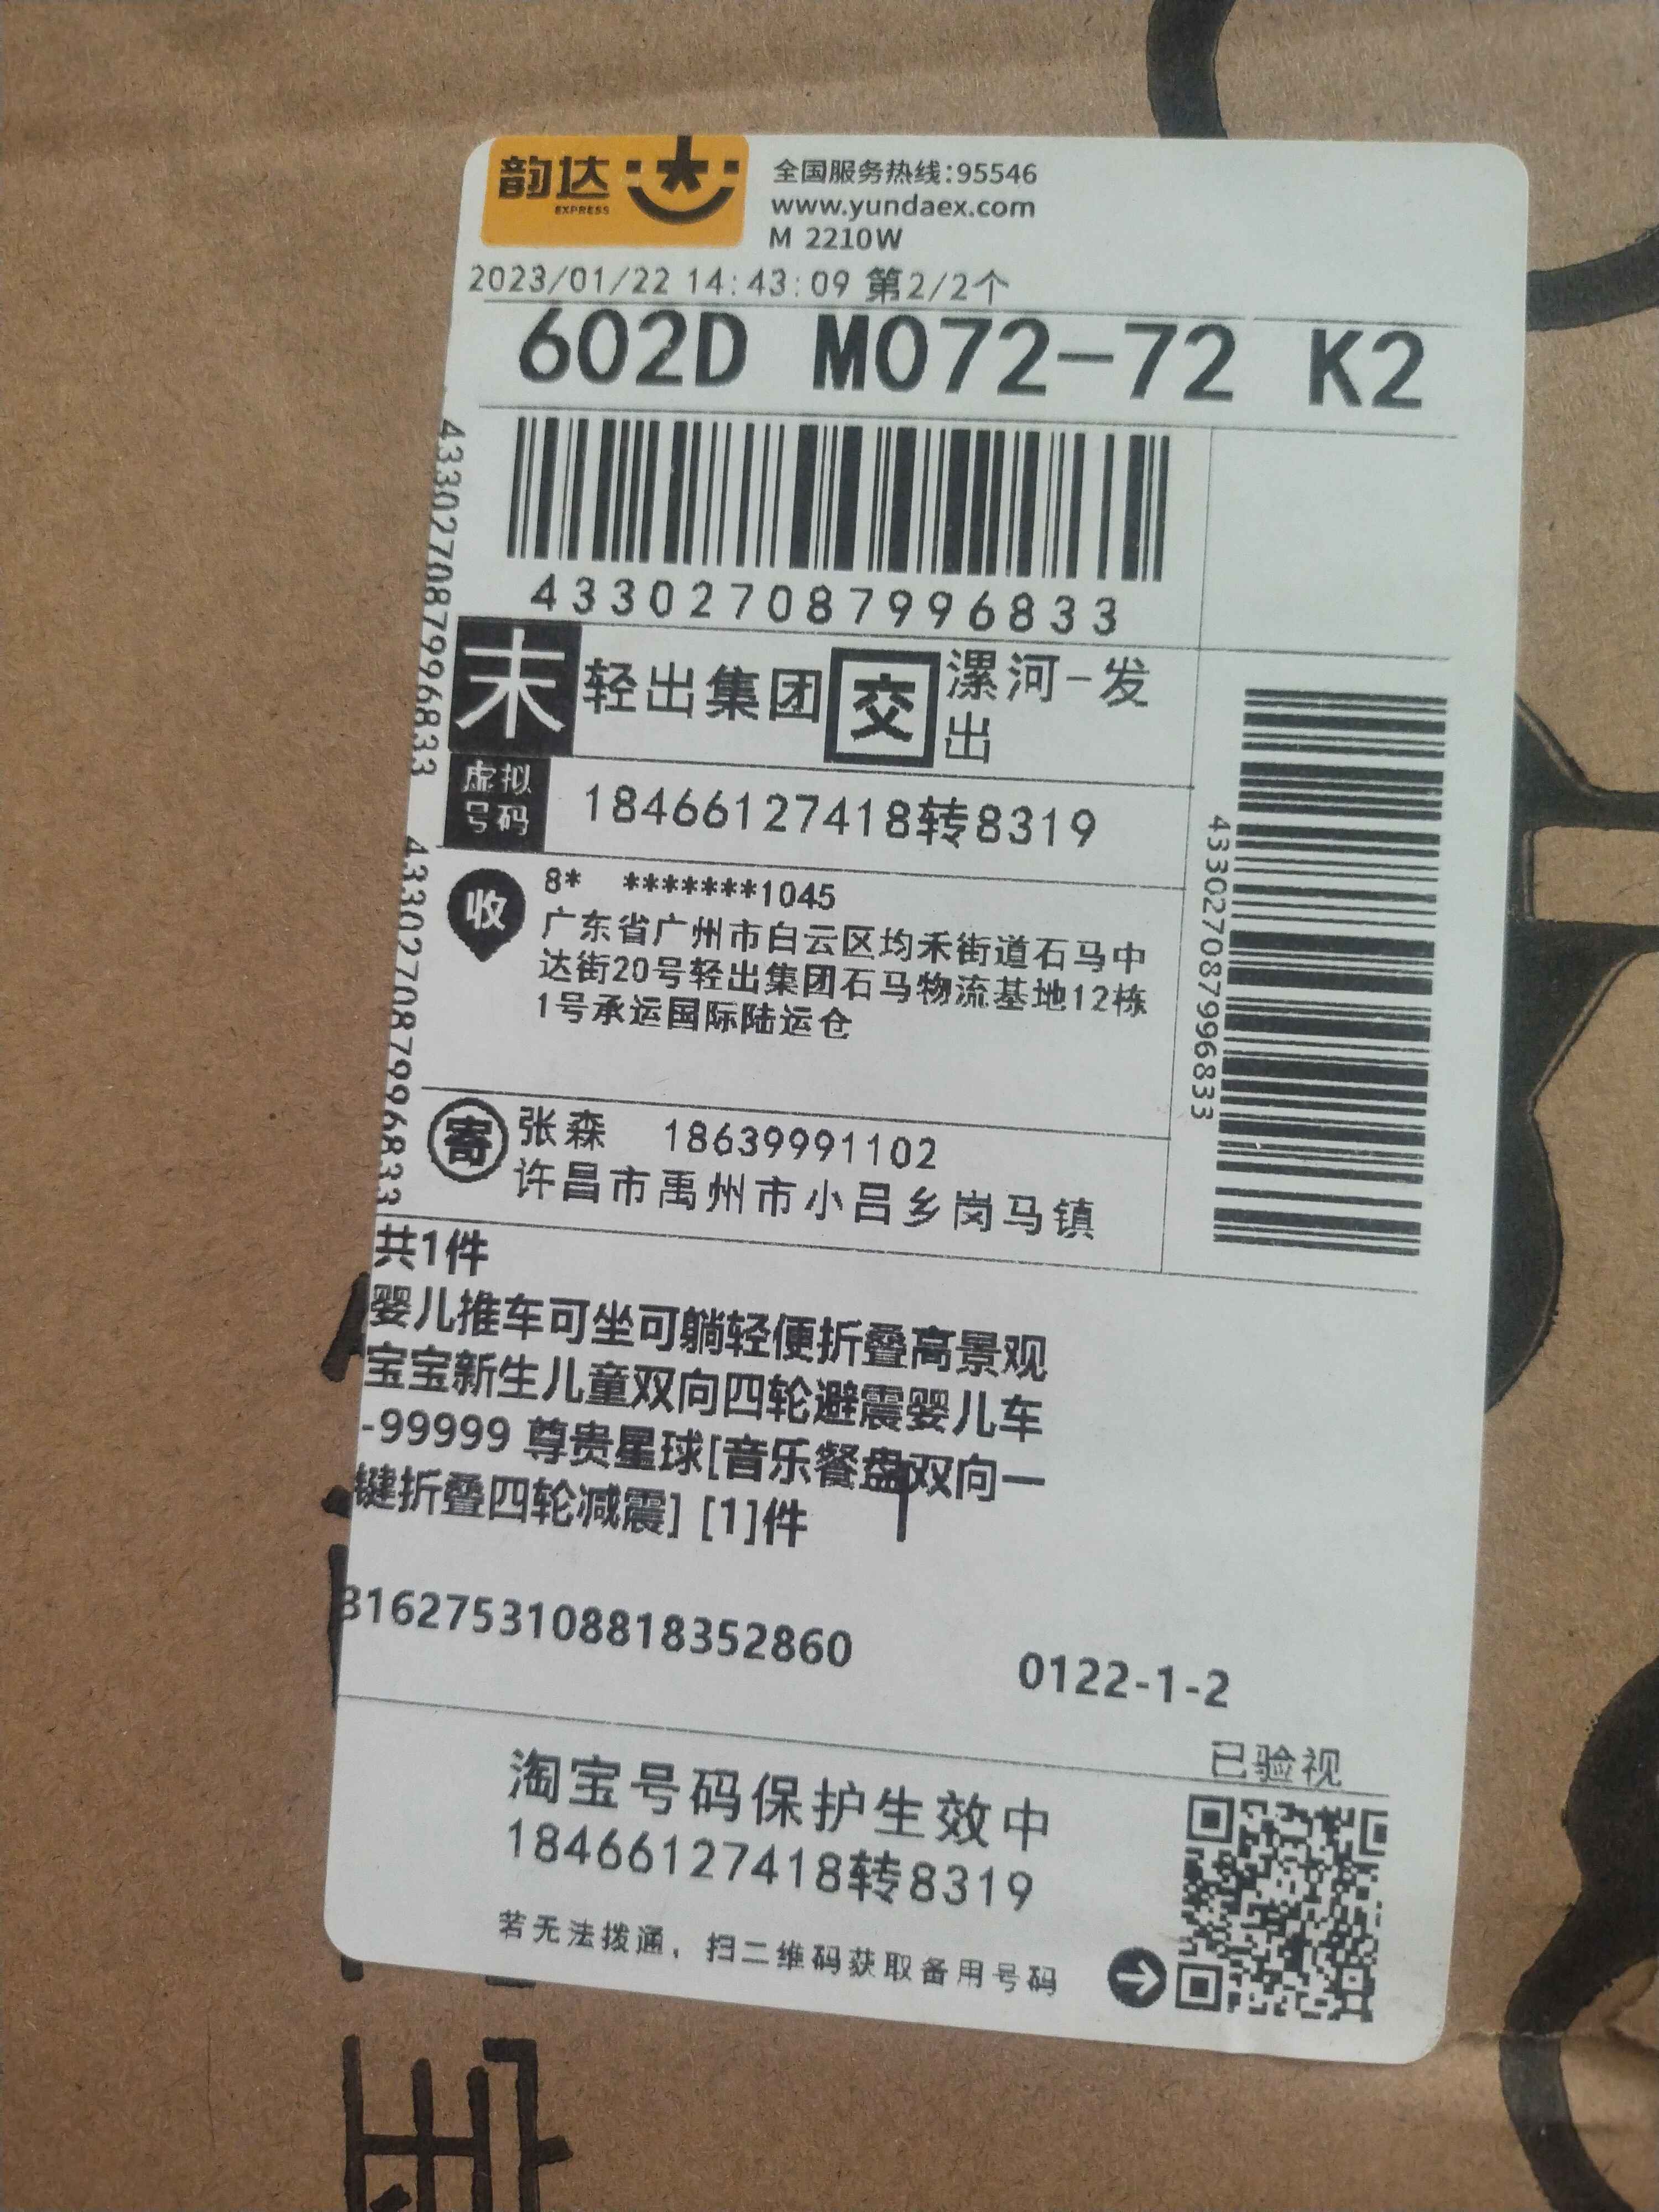 韵达
EXPRESS
全国服务热线:95546
www.yundaex.com
M 2210W
2023/01/22 14:43:09 第2/2个
602D M072-72 K2
433027087996833
末 轻出集团 交 漯河-发
出
虚拟
号码
18466127418转8319
收
8* *******1045
广东省广州市白云区均禾街道石马中
达街20号轻出集团石马物流基地12栋
1号承运国际陆运仓
寄
张森 18639991102
许昌市禹州市小吕乡岗马镇
433027087996833
433027087996833
433027087996833
共1件
婴儿推车可坐可躺轻便折叠高景观
宝宝新生儿童双向四轮避震婴儿车
-99999 尊贵星球[音乐餐盘双向一
键折叠四轮减震] [1]件
3162753108818352860
0122-1-2
已验视
淘宝号码保护生效中
18466127418转8319
若无法拨通，扫二维码获取备用号码